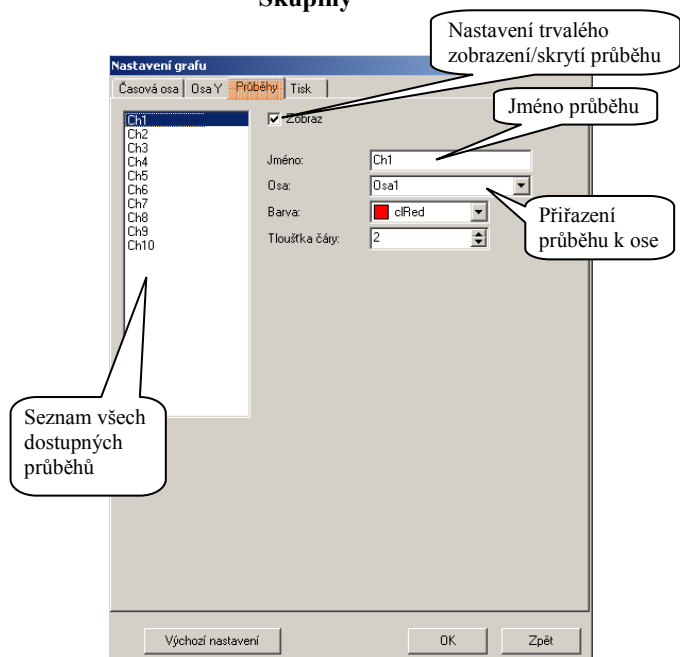 Skupiny
Nastavení trvalého
zobrazení/skrytí průběhu
Nastavení grafu
Časová osa
Osa Y
Průběhy
Tisk
Jméno průběhu
Ch1
Ch2
Ch3
Ch4
Ch5
Ch6
Ch7
Ch8
Ch9
Ch10
Zobraz
Jméno: Ch1
Osa: Osa1
Barva: clRed
Tloušťka čáry: 2
Přiřazení
průběhu k ose
Seznam všech
dostupných
průběhů
Výchozí nastavení
OK
Zpět